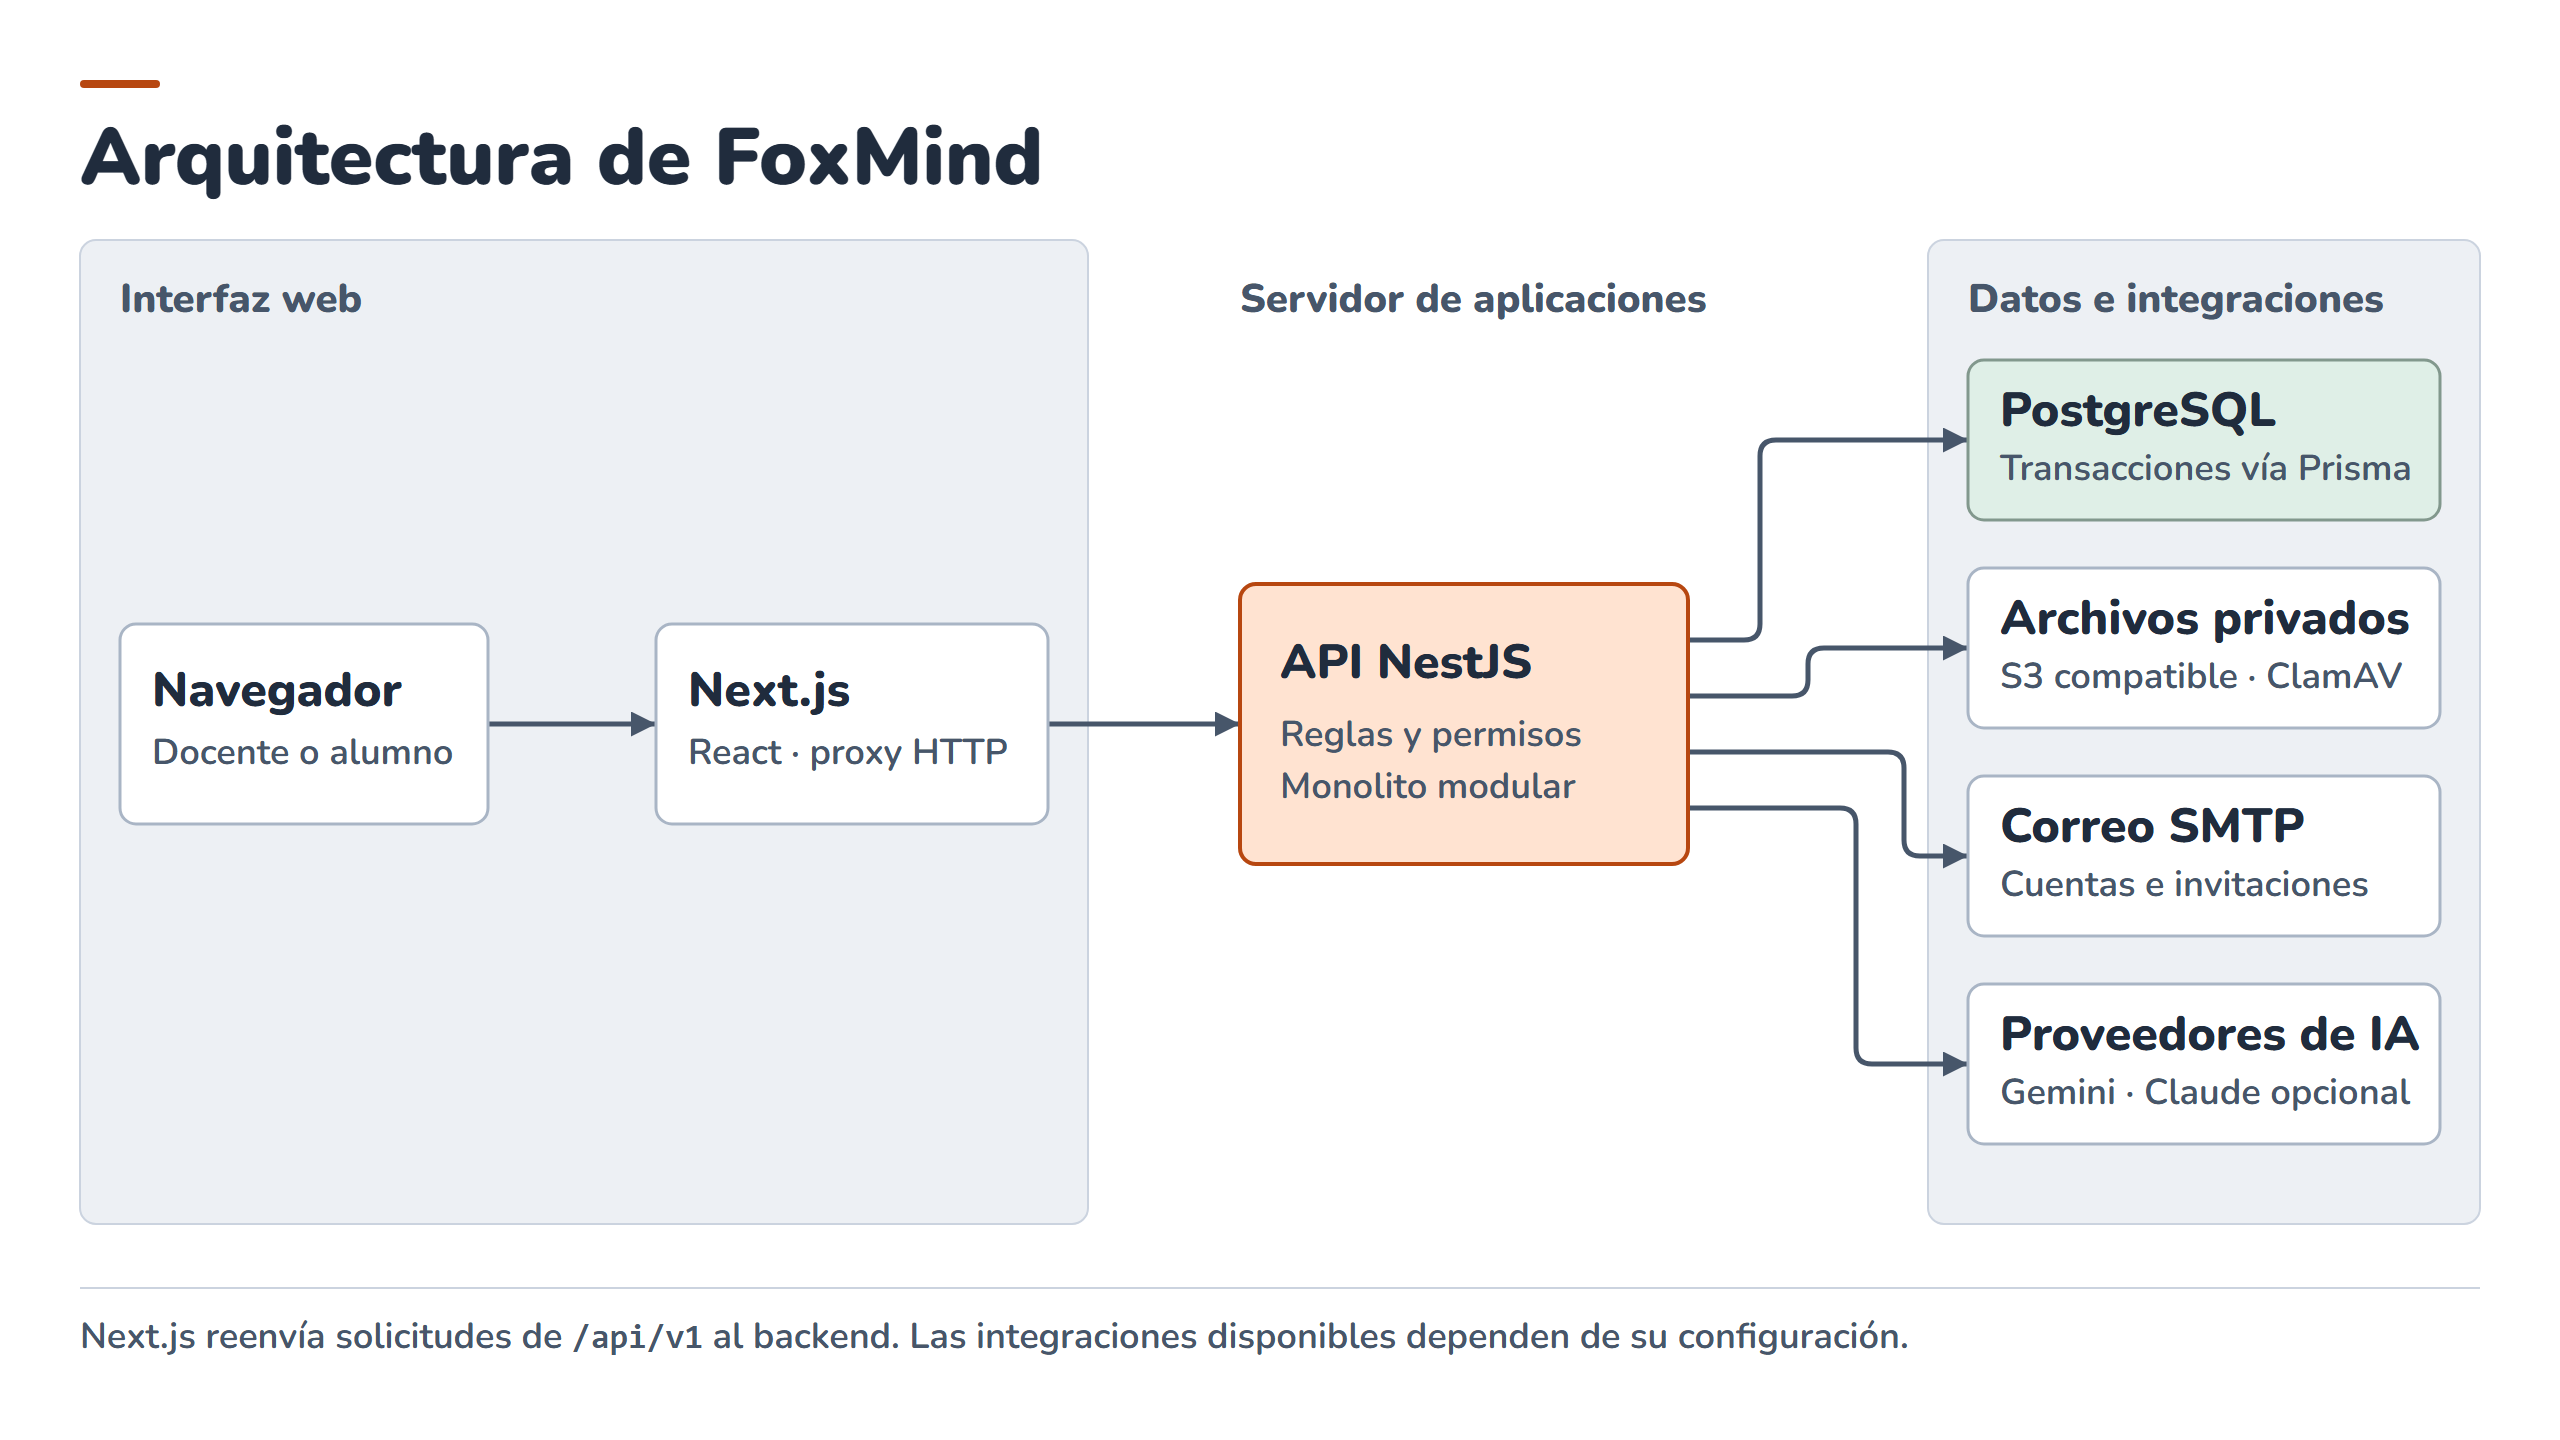 Arquitectura de FoxMind
Interfaz web
Navegador
Docente o alumno
Next.js
React · proxy HTTP
Servidor de aplicaciones
API NestJS
Reglas y permisos
Monolito modular
Datos e integraciones
PostgreSQL
Transacciones vía Prisma
Archivos privados
S3 compatible · ClamAV
Correo SMTP
Cuentas e invitaciones
Proveedores de IA
Gemini · Claude opcional
Next.js reenvía solicitudes de /api/v1 al backend. Las integraciones disponibles dependen de su configuración.